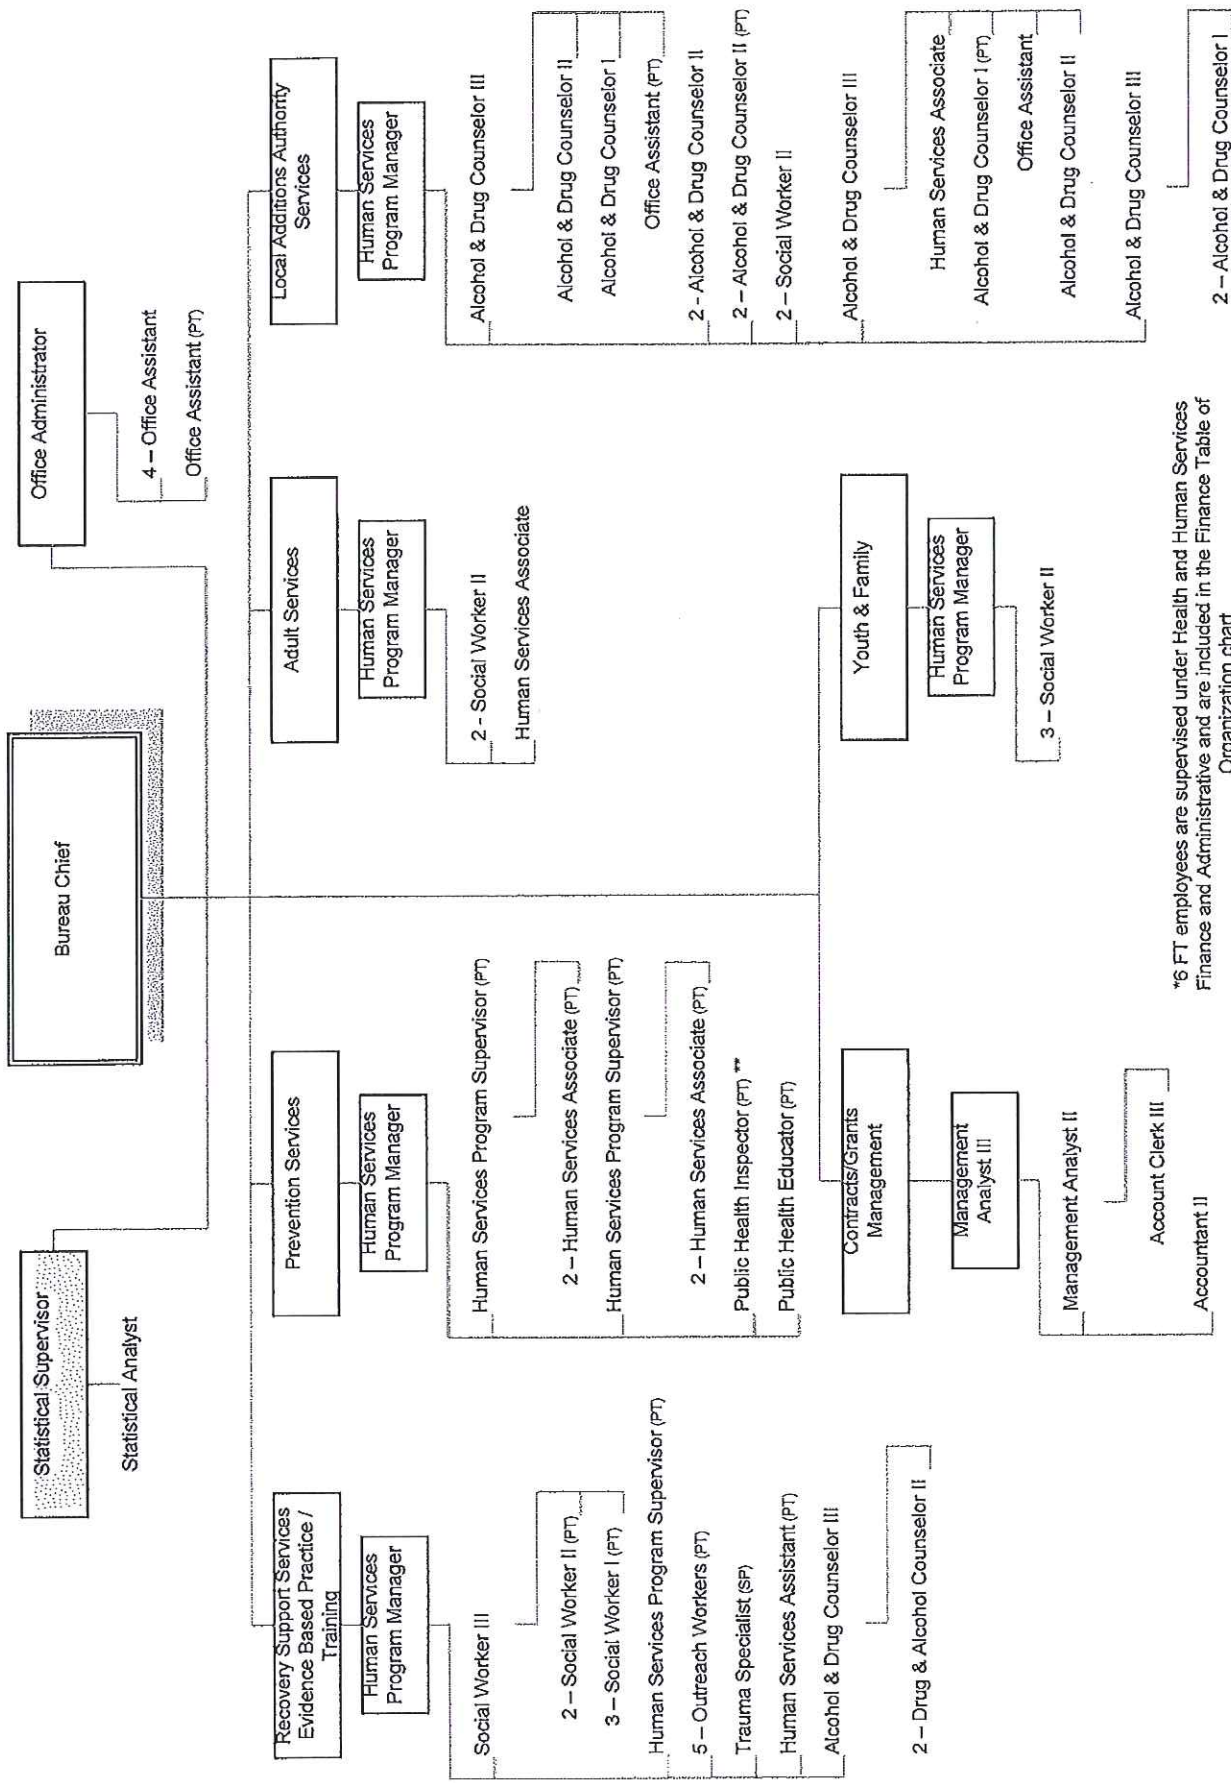 Bureau Chief
Statistical Supervisor
Statistical Analyst
Office Administrator
4 – Office Assistant
Office Assistant (PT)
Recovery Support Services
Evidence Based Practice /
Training
Human Services
Program Manager
Social Worker III
2 – Social Worker II (PT)
3 – Social Worker I (PT)
Human Services Program Supervisor (PT)
5 – Outreach Workers (PT)
Trauma Specialist (SP)
Human Services Assistant (PT)
Alcohol & Drug Counselor III
2 – Drug & Alcohol Counselor II
Prevention Services
Human Services
Program Manager
Human Services Program Supervisor (PT)
2 – Human Services Associate (PT)
Human Services Program Supervisor (PT)
2 – Human Services Associate (PT)
Public Health Inspector (PT) **
Public Health Educator (PT)
Adult Services
Human Services
Program Manager
2 - Social Worker II
Human Services Associate
Local Additions Authority
Services
Human Services
Program Manager
Alcohol & Drug Counselor III
Alcohol & Drug Counselor II
Alcohol & Drug Counselor I
Office Assistant (PT)
2 – Alcohol & Drug Counselor II
2 – Alcohol & Drug Counselor II (PT)
2 – Social Worker II
Alcohol & Drug Counselor III
Human Services Associate
Alcohol & Drug Counselor I (PT)
Office Assistant
Alcohol & Drug Counselor II
Alcohol & Drug Counselor III
2 – Alcohol & Drug Counselor I
Contracts/Grants
Management
Management
Analyst III
Management Analyst II
Account Clerk III
Accountant II
Youth & Family
Human Services
Program Manager
3 – Social Worker II
*6 FT employees are supervised under Health and Human Services
Finance and Administrative and are included in the Finance Table of
Organization chart